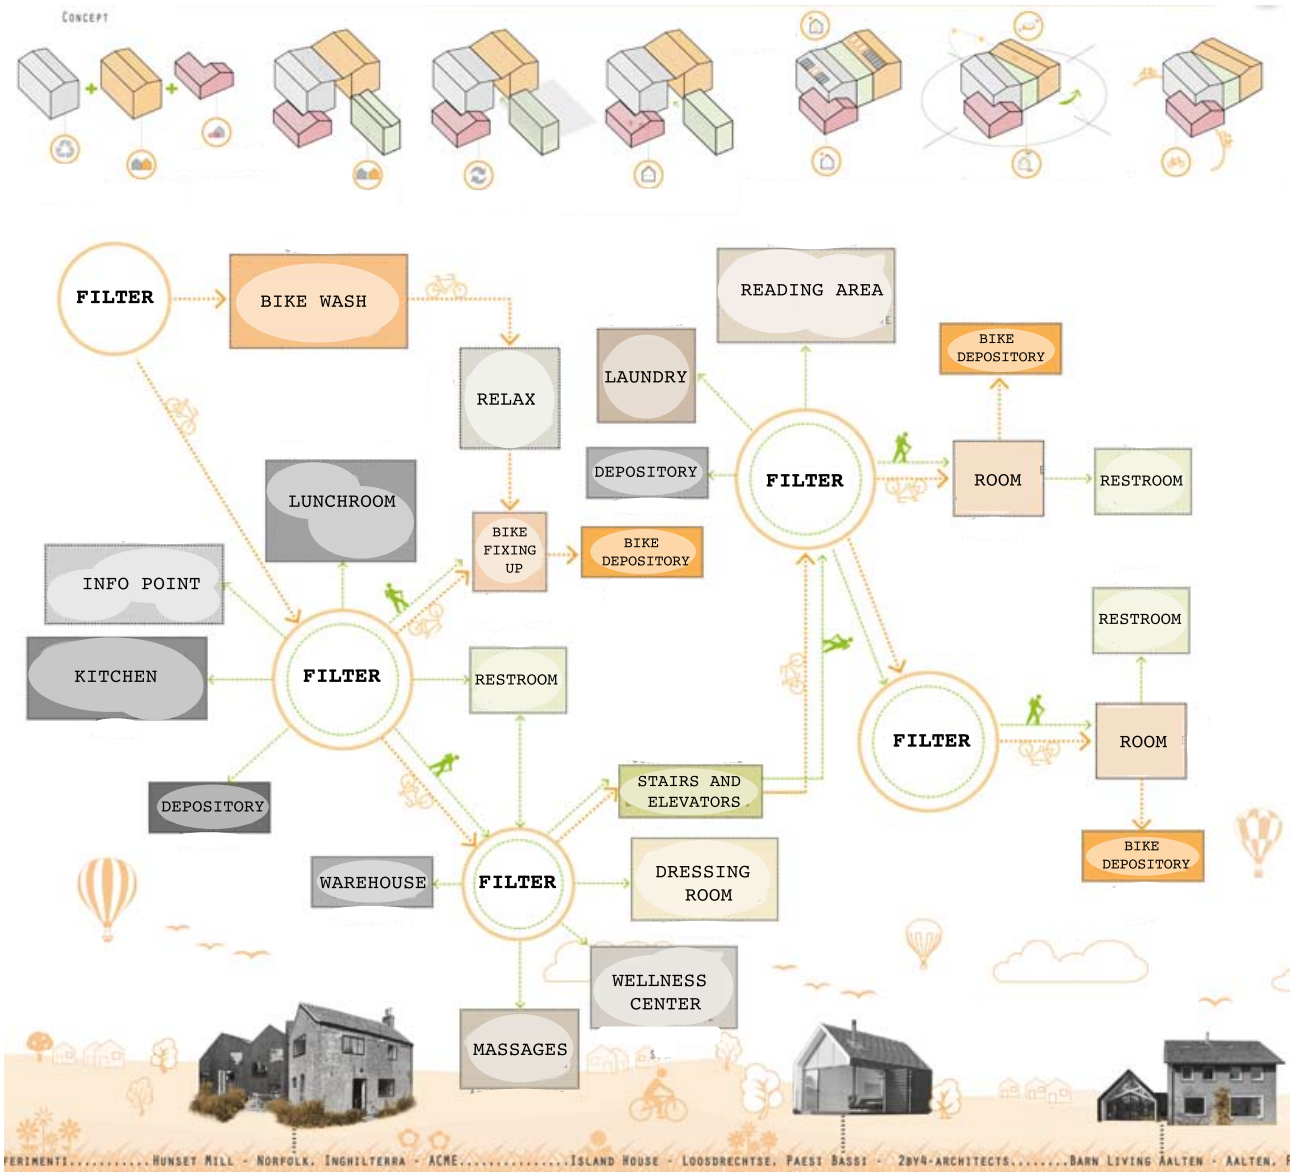 CONCEPT
FILTER
BIKE WASH
READING AREA
BIKE
DEPOSITORY
LAUNDRY
RELAX
DEPOSITORY
FILTER
ROOM
RESTROOM
LUNCHROOM
BIKE
FIXING
UP
BIKE
DEPOSITORY
INFO POINT
RESTROOM
KITCHEN
FILTER
RESTROOM
FILTER
ROOM
DEPOSITORY
STAIRS AND
ELEVATORS
BIKE
DEPOSITORY
WAREHOUSE
FILTER
DRESSING
ROOM
WELLNESS
CENTER
MASSAGES
FERIMENTI...........HUNSET MILL - NORFOLK, INGHILTERRA - ACME...............ISLAND HOUSE - LOOSDRECHTSE, PAESI BASSI - 2BY4-ARCHITECTS........BARN LIVING AALTEN - AALTEN,